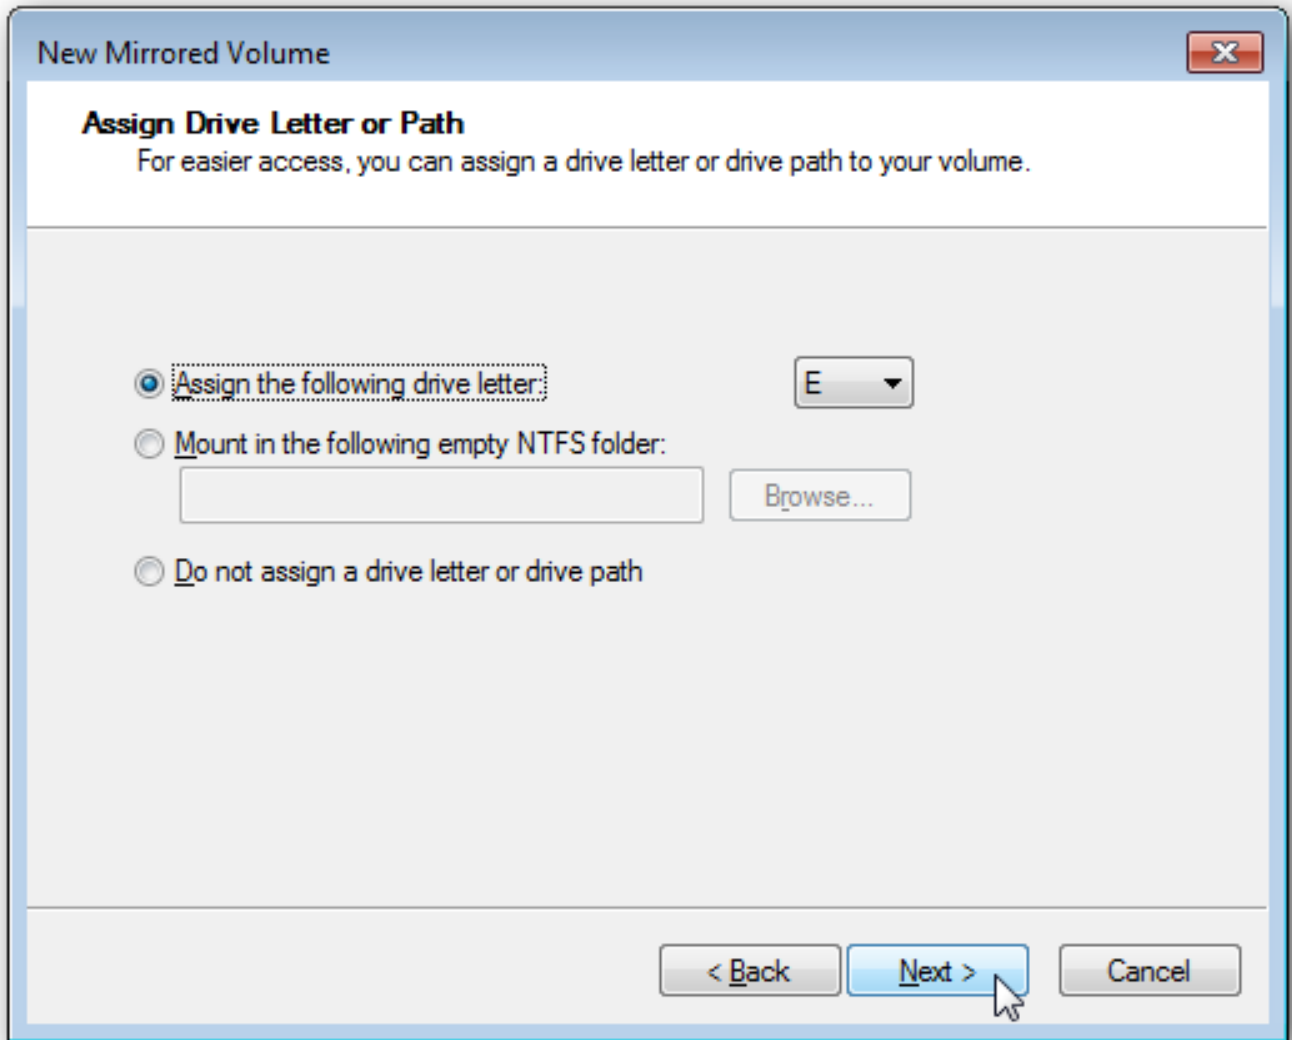 New Mirrored Volume
Assign Drive Letter or Path
For easier access, you can assign a drive letter or drive path to your volume.
Assign the following drive letter: E
Mount in the following empty NTFS folder:
Browse...
Do not assign a drive letter or drive path
< Back Next > Cancel